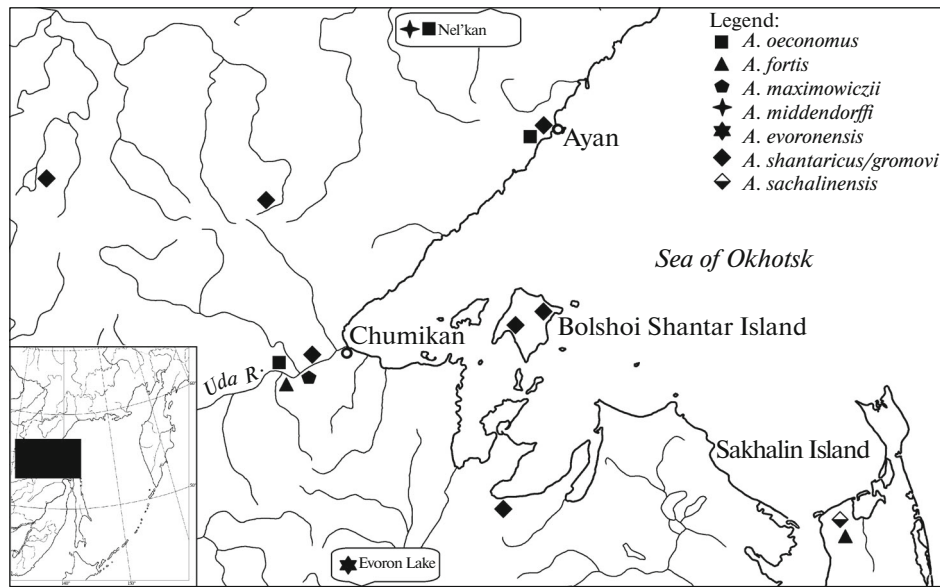 Nel'kan
Legend:
A. oeconomus
A. fortis
A. maximowiczii
A. middendorffi
A. evoronensis
A. shantaricus/gromovi
A. sachalinensis
Ayan
Sea of Okhotsk
Bolshoi Shantar Island
Chumikan
Uda R.
Sakhalin Island
Evoron Lake